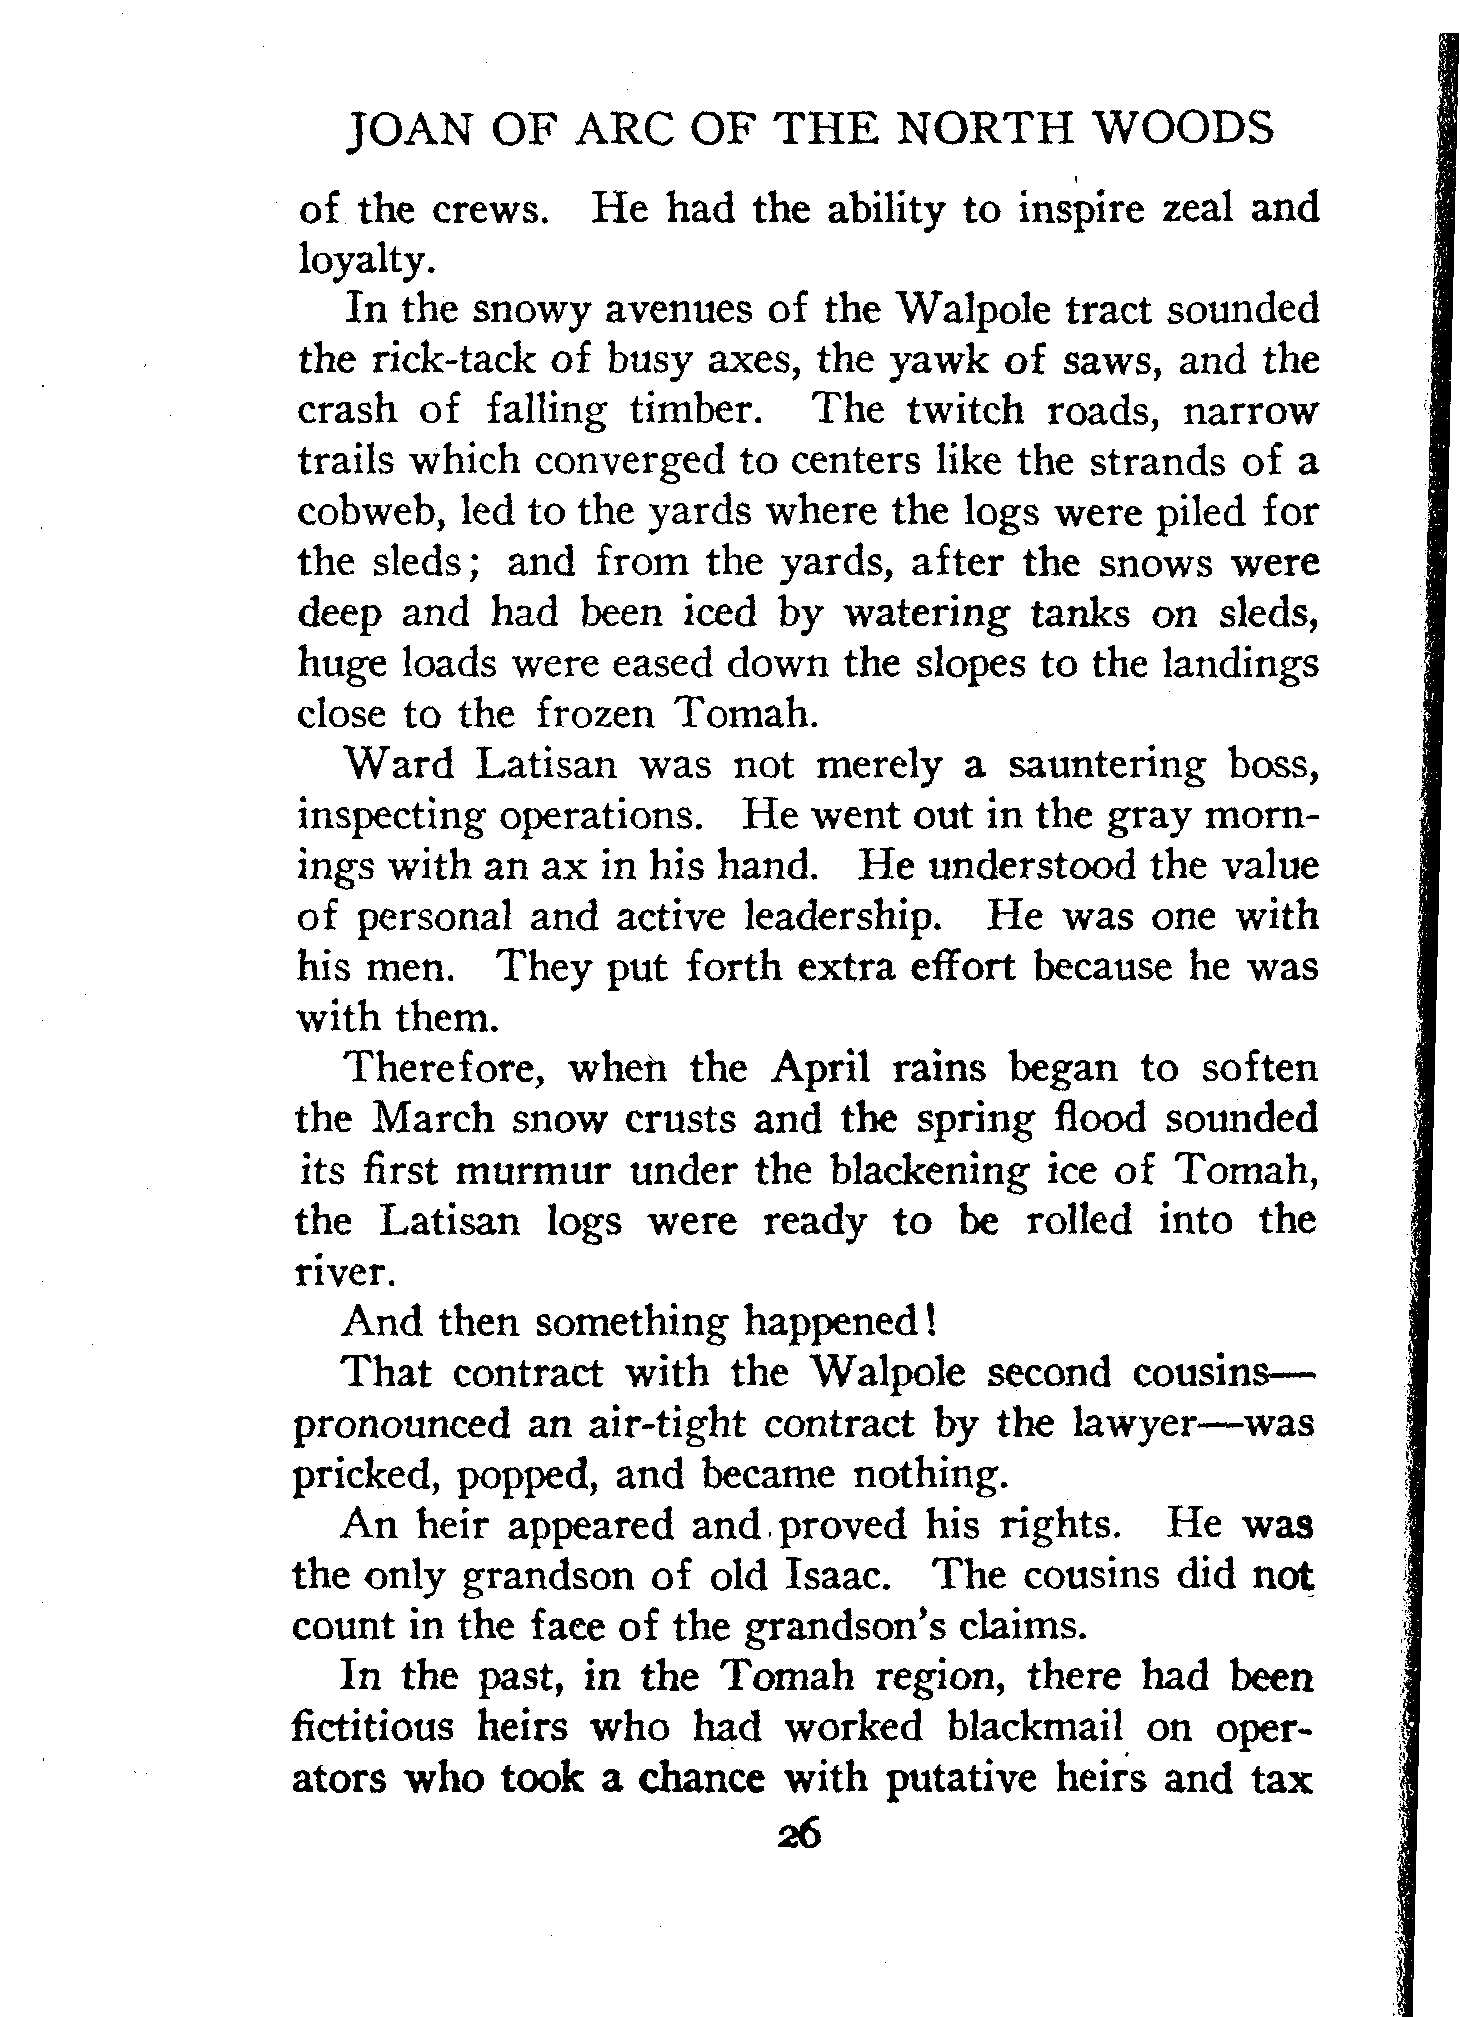 JOAN OF ARC OF THE NORTH WOODS
of the crews. He had the ability to inspire zeal and
loyalty.
In the snowy avenues of the Walpole tract sounded
the rick-tack of busy axes, the yawk of saws, and the
crash of falling timber. The twitch roads, narrow
trails which converged to centers like the strands of a
cobweb, led to the yards where the logs were piled for
the sleds; and from the yards, after the snows were
deep and had been iced by watering tanks on sleds,
huge loads were eased down the slopes to the landings
close to the frozen Tomah.
Ward Latisan was not merely a sauntering boss,
inspecting operations. He went out in the gray morn-
ings with an ax in his hand. He understood the value
of personal and active leadership. He was one with
his men. They put forth extra effort because he was
with them.
Therefore, when the April rains began to soften
the March snow crusts and the spring flood sounded
its first murmur under the blackening ice of Tomah,
the Latisan logs were ready to be rolled into the
river.
And then something happened!
That contract with the Walpole second cousins—
pronounced an air-tight contract by the lawyer—was
pricked, popped, and became nothing.
An heir appeared and proved his rights. He was
the only grandson of old Isaac. The cousins did not
count in the face of the grandson's claims.
In the past, in the Tomah region, there had been
fictitious heirs who had worked blackmail on oper-
ators who took a chance with putative heirs and tax
26